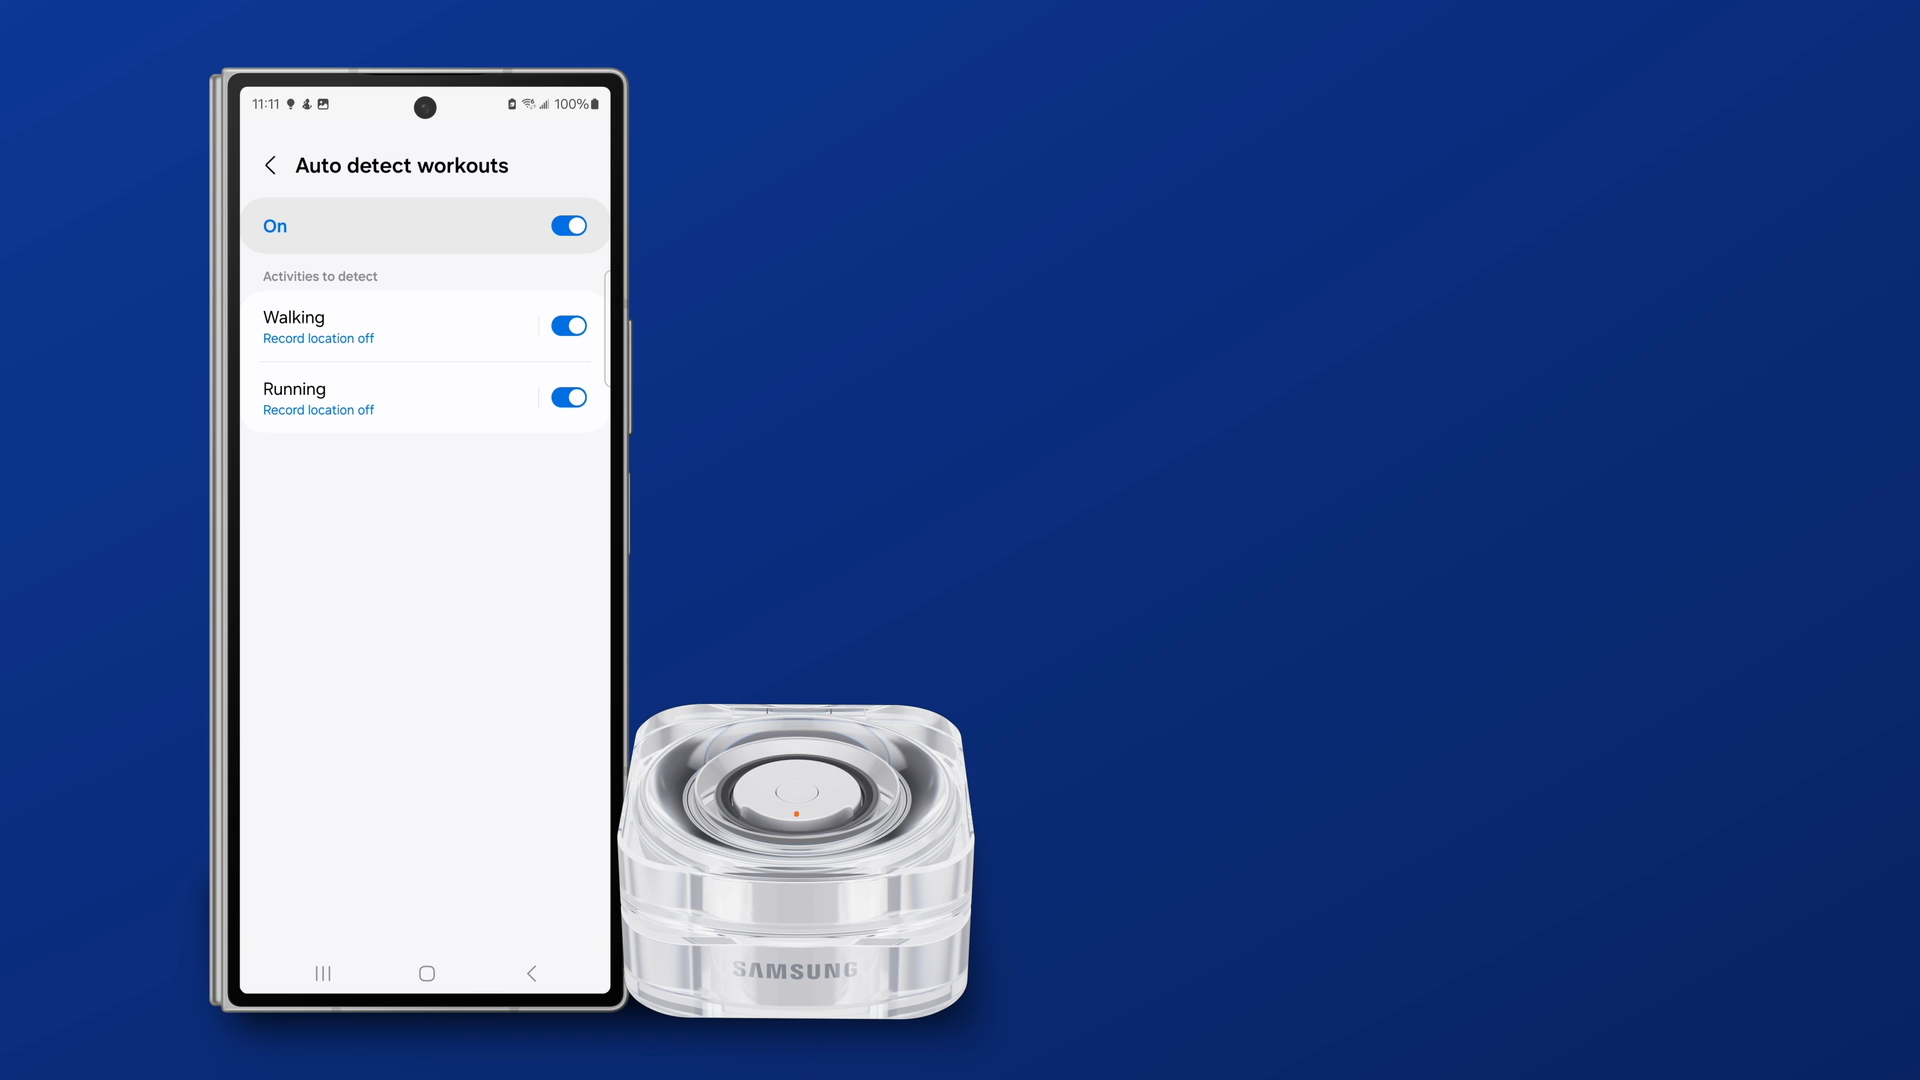 11:11 100%
Auto detect workouts
On
Activities to detect
Walking
Record location off
Running
Record location off
SAMSUNG